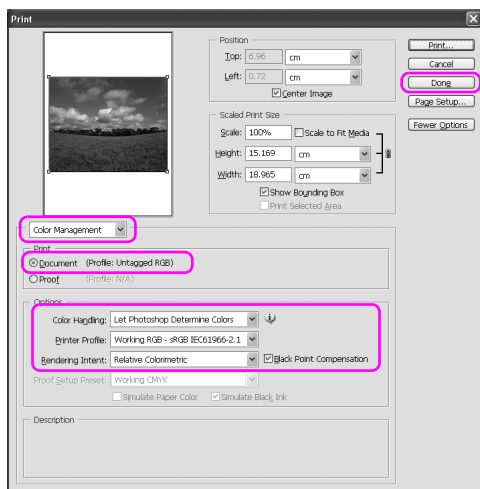 Print
Position
Top: 6.96 cm
Left: 0.72 cm
Center Image
Scaled Print Size
Scale: 100% Scale to Fit Media
Height: 15.169 cm
Width: 18.965 cm
Show Bounding Box
Print Selected Area
Print...
Cancel
Done
Page Setup...
Fewer Options
Color Management
Print
Document (Profile: Untagged RGB)
Proof (Profile: N/A)
Options
Color Handling: Let Photoshop Determine Colors
Printer Profile: Working RGB - sRGB IEC61966-2.1
Rendering Intent: Relative Colorimetric Black Point Compensation
Proof Setup Preset: Working CMYK
Simulate Paper Color Simulate Black Ink
Description